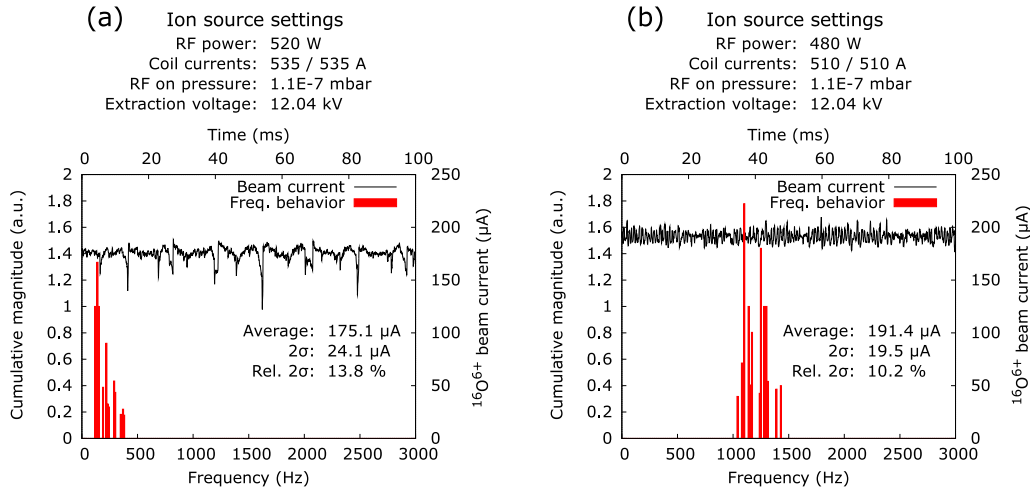 (a) Ion source settings
RF power: 520 W
Coil currents: 535 / 535 A
RF on pressure: 1.1E-7 mbar
Extraction voltage: 12.04 kV
Time (ms)
0 20 40 60 80 100
Beam current
Freq. behavior
Cumulative magnitude (a.u.)
2
1.8
1.6
1.4
1.2
1
0.8
0.6
0.4
0.2
0
250
200
150
100
50
0
¹⁶O⁶⁺ beam current (µA)
Average: 175.1 µA
2σ: 24.1 µA
Rel. 2σ: 13.8 %
0 500 1000 1500 2000 2500 3000
Frequency (Hz)
(b) Ion source settings
RF power: 480 W
Coil currents: 510 / 510 A
RF on pressure: 1.1E-7 mbar
Extraction voltage: 12.04 kV
Time (ms)
0 20 40 60 80 100
Beam current
Freq. behavior
Cumulative magnitude (a.u.)
2
1.8
1.6
1.4
1.2
1
0.8
0.6
0.4
0.2
0
250
200
150
100
50
0
¹⁶O⁶⁺ beam current (µA)
Average: 191.4 µA
2σ: 19.5 µA
Rel. 2σ: 10.2 %
0 500 1000 1500 2000 2500 3000
Frequency (Hz)